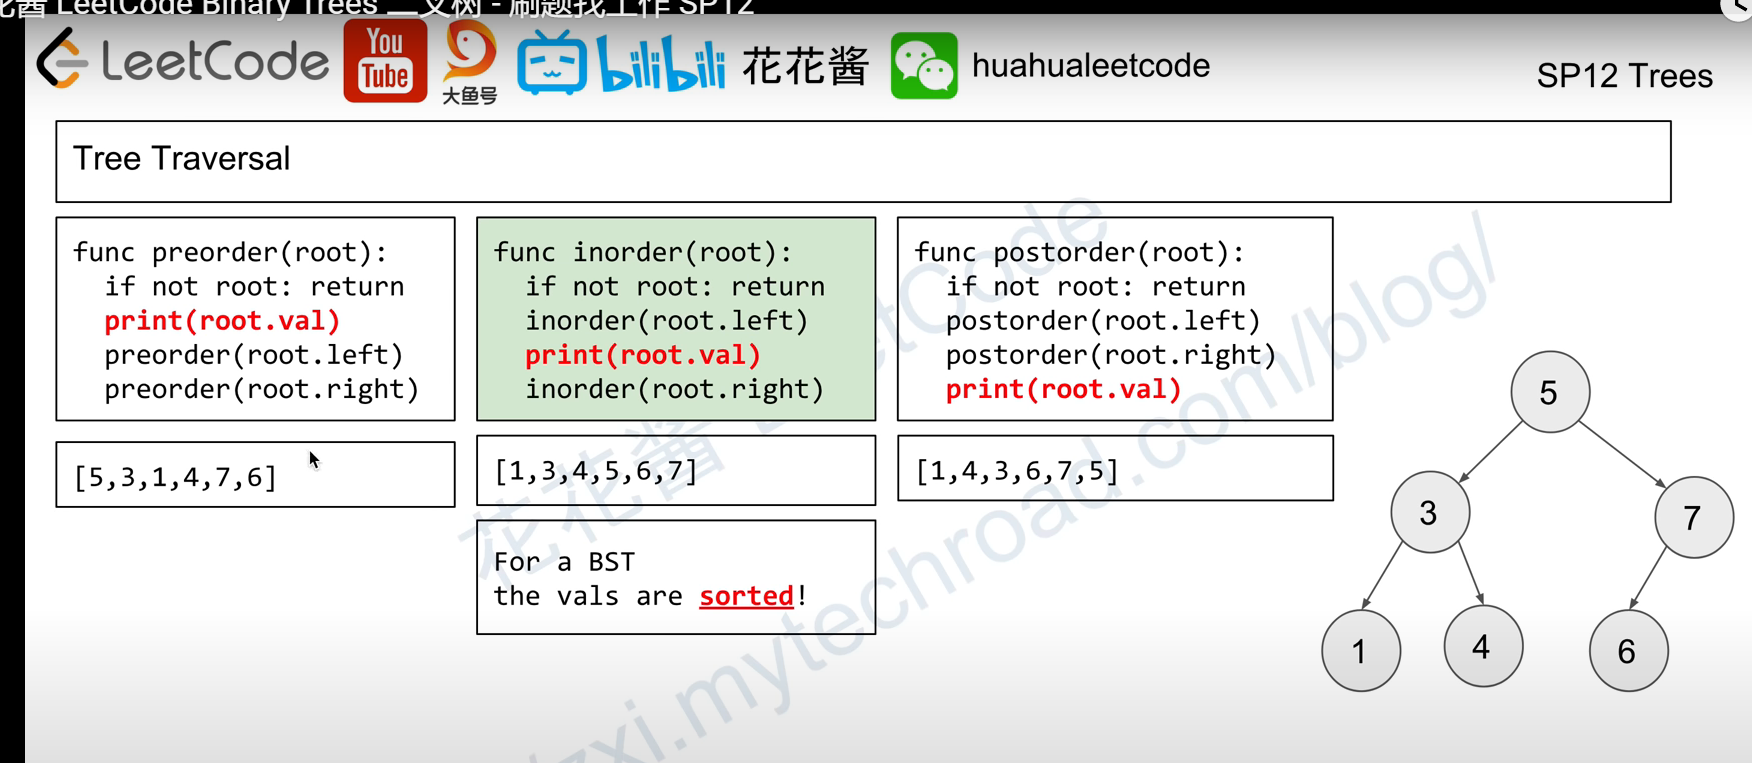 花酱 LeetCode Binary Trees 二叉树 - 刷题找工作 SP12
LeetCode
You
Tube
大鱼号
bilibili
花花酱
huahualeetcode
SP12 Trees
Tree Traversal
func preorder(root):
  if not root: return
  print(root.val)
  preorder(root.left)
  preorder(root.right)
[5,3,1,4,7,6]
func inorder(root):
  if not root: return
  inorder(root.left)
  print(root.val)
  inorder(root.right)
[1,3,4,5,6,7]
For a BST
the vals are sorted!
func postorder(root):
  if not root: return
  postorder(root.left)
  postorder(root.right)
  print(root.val)
[1,4,3,6,7,5]
5
3
7
1
4
6
花花酱 LeetCode
zxi.mytechroad.com/blog/